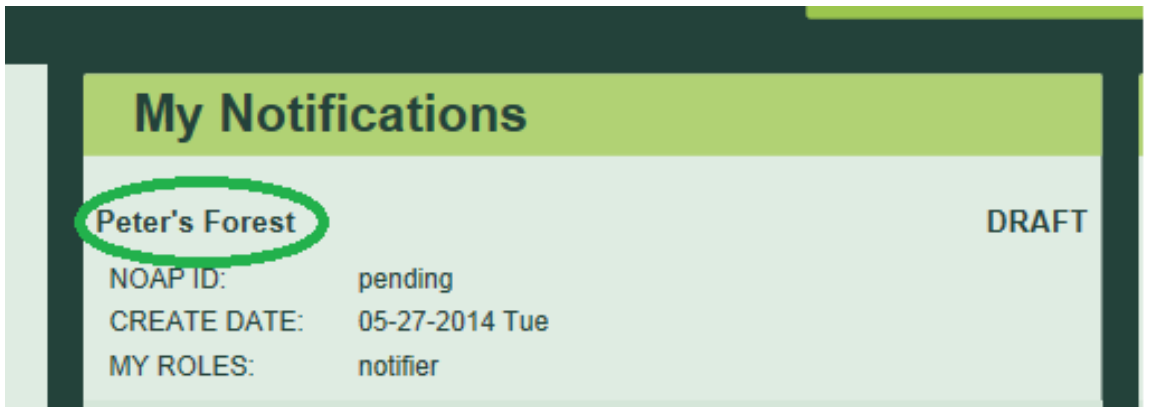 My Notifications
Peter's Forest DRAFT
NOAP ID: pending
CREATE DATE: 05-27-2014 Tue
MY ROLES: notifier